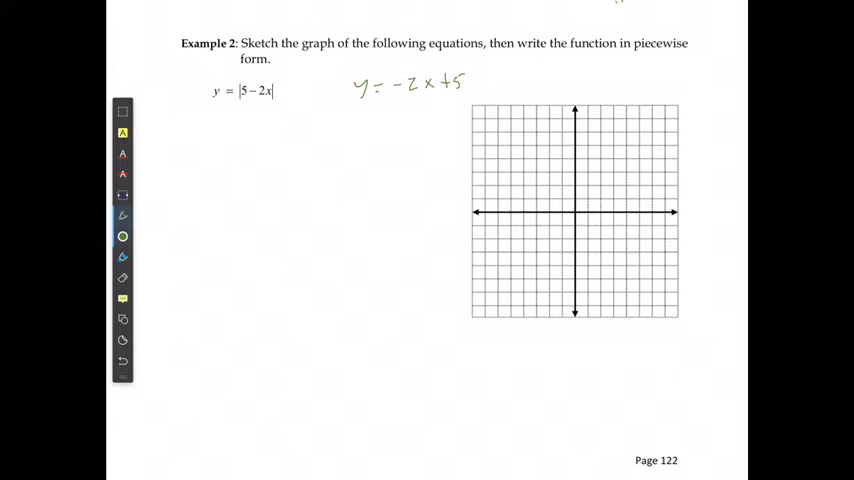 Example 2: Sketch the graph of the following equations, then write the function in piecewise
form.
y = |5 – 2x|
y = -2x+5
A
A
A
Page 122